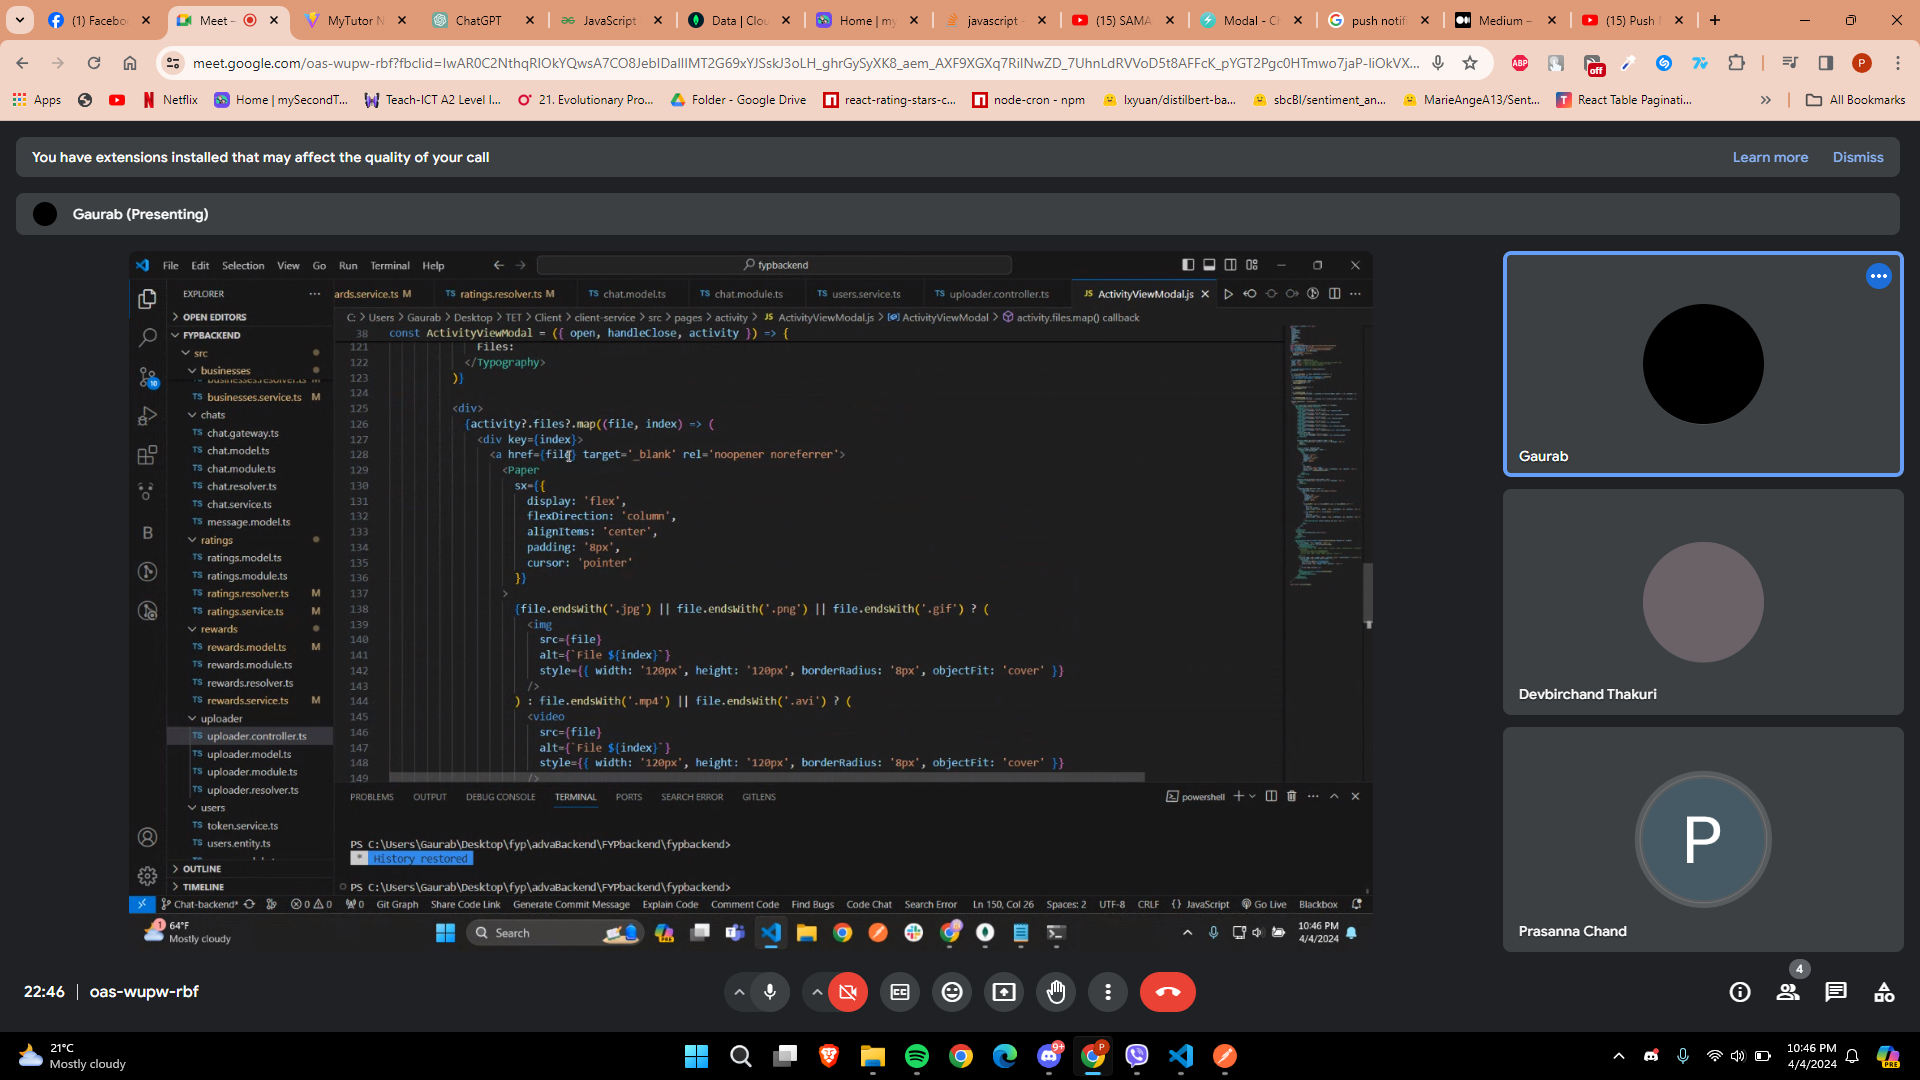 (1) Facebo
Meet –
MyTutor N
ChatGPT
JavaScript
Data | Clou
Home | my
javascript -
(15) SAMA
Modal - Ch
push notifi
Medium –
(15) Push
meet.google.com/oas-wupw-rbf?fbclid=IwAR0C2NthqRIOkYQwsA7CO8JebIDaIIIMT2G69xYJSskJ3oLH_ghrGySyXK8_aem_AXF9XGXq7RiINwZD_7UhnLdRVVoD5t8AFFcK_pYGT2Pgc0HTmwo7jaP-IiOkVX...
Apps
Netflix
Home | mySecondT...
Teach-ICT A2 Level I...
21. Evolutionary Pro...
Folder - Google Drive
react-rating-stars-c...
node-cron - npm
lxyuan/distilbert-ba...
sbcBI/sentiment_an...
MarieAngeA13/Sent...
React Table Paginati...
All Bookmarks
You have extensions installed that may affect the quality of your call
Learn more
Dismiss
Gaurab (Presenting)
File Edit Selection View Go Run Terminal Help
fypbackend
EXPLORER
ards.service.ts M
ratings.resolver.ts M
chat.model.ts
chat.module.ts
users.service.ts
uploader.controller.ts
ActivityViewModal.js
OPEN EDITORS
C: > Users > Gaurab > Desktop > TET > Client > client-service > src > pages > activity > ActivityViewModal.js > ActivityViewModal > activity.files.map() callback
FYPBACKEND
src
businesses
businesses.resolver.ts M
businesses.service.ts M
chats
chat.gateway.ts
chat.model.ts
chat.module.ts
chat.resolver.ts
chat.service.ts
message.model.ts
ratings
ratings.model.ts
ratings.module.ts
ratings.resolver.ts M
ratings.service.ts M
rewards
rewards.model.ts M
rewards.module.ts
rewards.resolver.ts
rewards.service.ts M
uploader
uploader.controller.ts
uploader.model.ts
uploader.module.ts
uploader.resolver.ts
users
token.service.ts
users.entity.ts
OUTLINE
TIMELINE
38 const ActivityViewModal = ({ open, handleClose, activity }) => {
121 Files:
122 </Typography>
123 )}
124
125 <div>
126 {activity?.files?.map((file, index) => (
127 <div key={index}>
128 <a href={file} target='_blank' rel='noopener noreferrer'>
129 <Paper
130 sx={{
131 display: 'flex',
132 flexDirection: 'column',
133 alignItems: 'center',
134 padding: '8px',
135 cursor: 'pointer'
136 }}
137 >
138 {file.endsWith('.jpg') || file.endsWith('.png') || file.endsWith('.gif') ? (
139 <img
140 src={file}
141 alt={`File ${index}`}
142 style={{ width: '120px', height: '120px', borderRadius: '8px', objectFit: 'cover' }}
143 />
144 ) : file.endsWith('.mp4') || file.endsWith('.avi') ? (
145 <video
146 src={file}
147 alt={`File ${index}`}
148 style={{ width: '120px', height: '120px', borderRadius: '8px', objectFit: 'cover' }}
149 />
PROBLEMS OUTPUT DEBUG CONSOLE TERMINAL PORTS SEARCH ERROR GITLENS
powershell
PS C:\Users\Gaurab\Desktop\fyp\advaBackend\FYPbackend\fypbackend>
* History restored
PS C:\Users\Gaurab\Desktop\fyp\advaBackend\FYPbackend\fypbackend>
Chat-backend* 0 0 0 Git Graph Share Code Link Generate Commit Message Explain Code Comment Code Find Bugs Code Chat Search Error Ln 150, Col 26 Spaces: 2 UTF-8 CRLF {} JavaScript Go Live Blackbox
1
64°F
Mostly cloudy
Search
10:46 PM
4/4/2024
Gaurab
Devbirchand Thakuri
P
Prasanna Chand
22:46 | oas-wupw-rbf
4
21°C
Mostly cloudy
9+
10:46 PM
4/4/2024